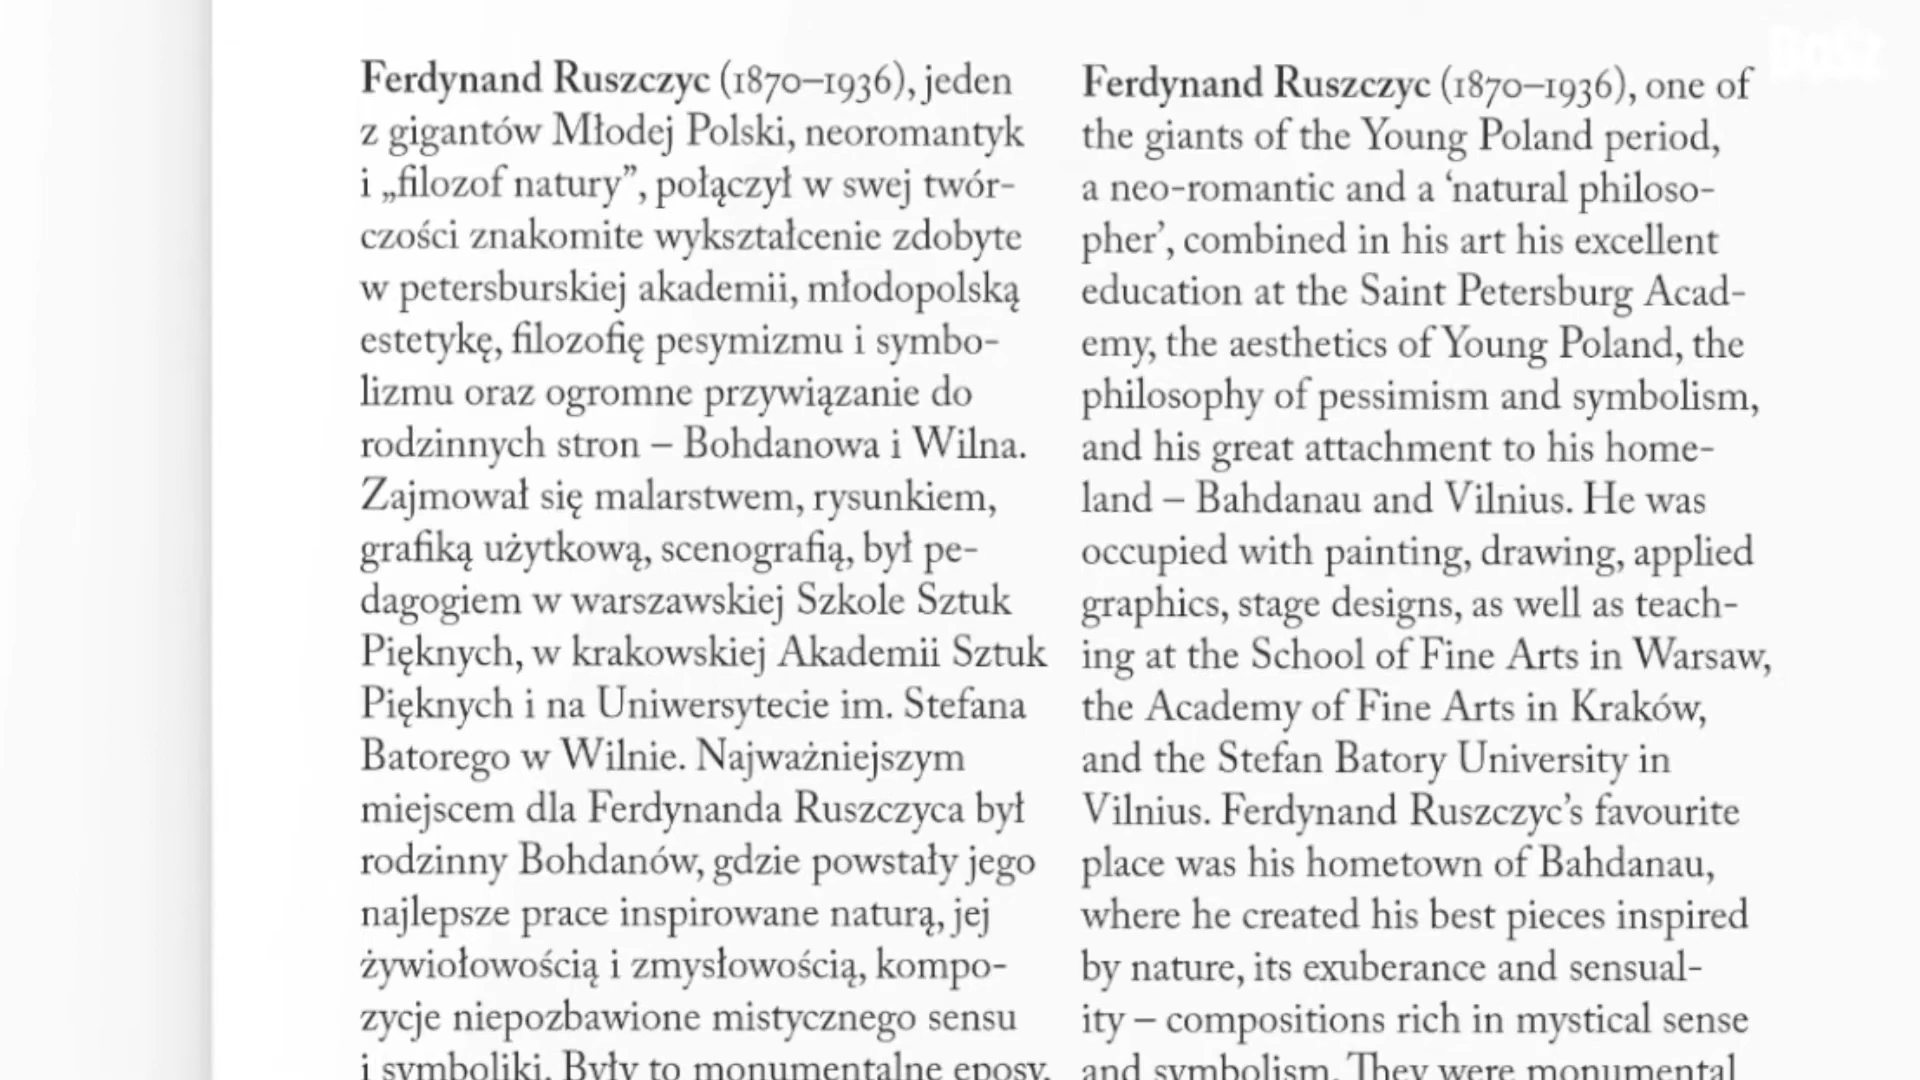 Ferdynand Ruszczyc (1870–1936), jeden
z gigantów Młodej Polski, neoromantyk
i „filozof natury”, połączył w swej twór-
czości znakomite wykształcenie zdobyte
w petersburskiej akademii, młodopolską
estetykę, filozofię pesymizmu i symbo-
lizmu oraz ogromne przywiązanie do
rodzinnych stron – Bohdanowa i Wilna.
Zajmował się malarstwem, rysunkiem,
grafiką użytkową, scenografią, był pe-
dagogiem w warszawskiej Szkole Sztuk
Pięknych, w krakowskiej Akademii Sztuk
Pięknych i na Uniwersytecie im. Stefana
Batorego w Wilnie. Najważniejszym
miejscem dla Ferdynanda Ruszczyca był
rodzinny Bohdanów, gdzie powstały jego
najlepsze prace inspirowane naturą, jej
żywiołowością i zmysłowością, kompo-
zycje niepozbawione mistycznego sensu
i symboliki. Były to monumentalne eposy,
Ferdynand Ruszczyc (1870–1936), one of
the giants of the Young Poland period,
a neo-romantic and a ‘natural philoso-
pher’, combined in his art his excellent
education at the Saint Petersburg Acad-
emy, the aesthetics of Young Poland, the
philosophy of pessimism and symbolism,
and his great attachment to his home-
land – Bahdanau and Vilnius. He was
occupied with painting, drawing, applied
graphics, stage designs, as well as teach-
ing at the School of Fine Arts in Warsaw,
the Academy of Fine Arts in Kraków,
and the Stefan Batory University in
Vilnius. Ferdynand Ruszczyc’s favourite
place was his hometown of Bahdanau,
where he created his best pieces inspired
by nature, its exuberance and sensual-
ity – compositions rich in mystical sense
and symbolism. They were monumental